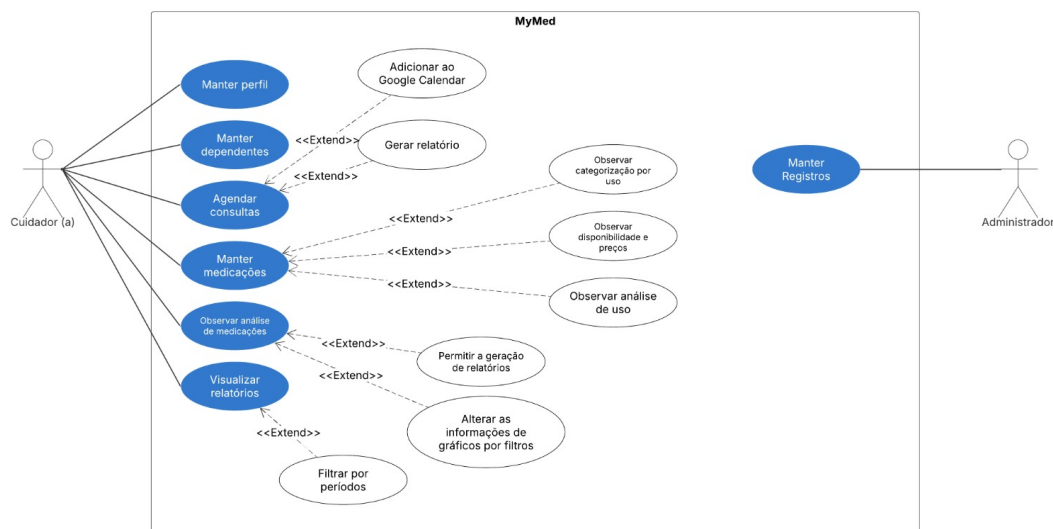 MyMed
Manter perfil
Adicionar ao
Google Calendar
Manter
dependentes
<<Extend>>
Gerar relatório
<<Extend>>
Agendar
consultas
Observar
categorização por
uso
Manter
Registros
Cuidador (a)
Administrador
<<Extend>>
Observar
disponibilidade e
preços
Manter
medicações
<<Extend>>
<<Extend>>
Observar análise
de uso
Observar análise
de medicações
<<Extend>>
Permitir a geração
de relatórios
Visualizar
relatórios
<<Extend>>
Alterar as
informações de
gráficos por filtros
<<Extend>>
Filtrar por
períodos